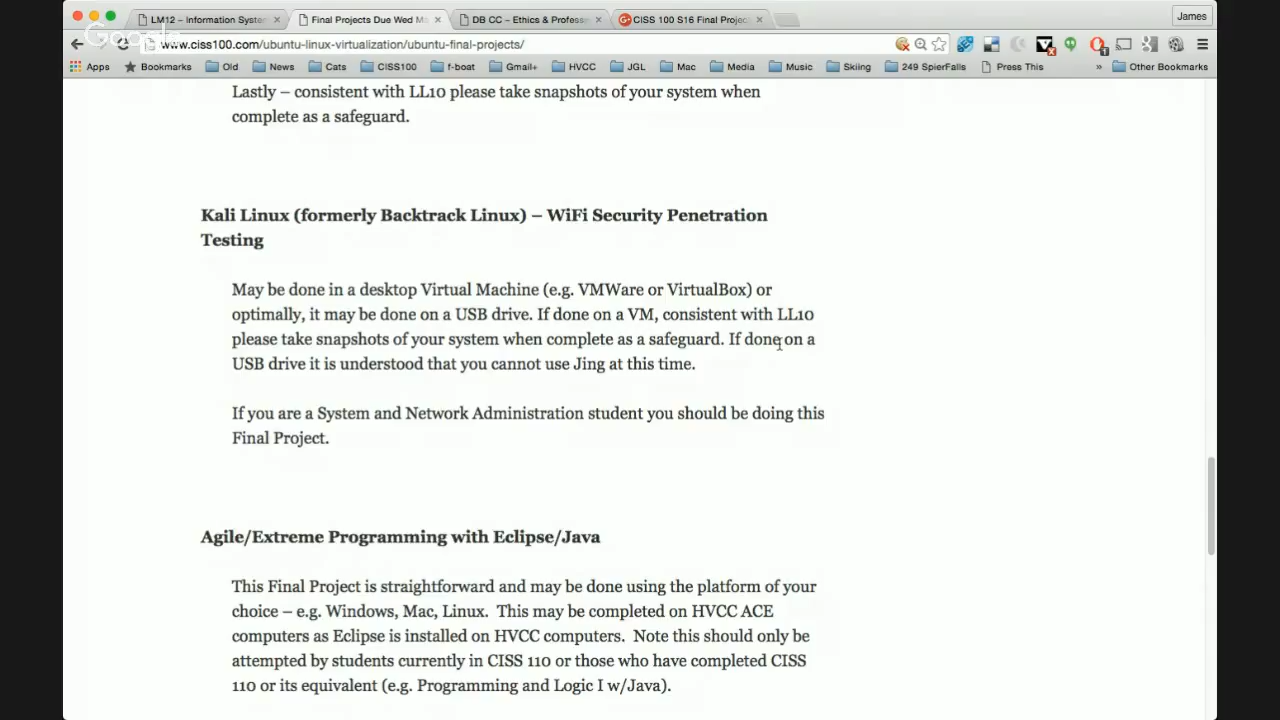 LM12 – Information Syste
Final Projects Due Wed M
DB CC – Ethics & Profess
CISS 100 S16 Final Projec
James
Google
www.ciss100.com/ubuntu-linux-virtualization/ubuntu-final-projects/
Apps Bookmarks Old News Cats CISS100 f-boat Gmail+ HVCC JGL Mac Media Music Skiing 249 SpierFalls Press This » Other Bookmarks
Lastly – consistent with LL10 please take snapshots of your system when
complete as a safeguard.
Kali Linux (formerly Backtrack Linux) – WiFi Security Penetration
Testing
May be done in a desktop Virtual Machine (e.g. VMWare or VirtualBox) or
optimally, it may be done on a USB drive. If done on a VM, consistent with LL10
please take snapshots of your system when complete as a safeguard. If done on a
USB drive it is understood that you cannot use Jing at this time.
If you are a System and Network Administration student you should be doing this
Final Project.
Agile/Extreme Programming with Eclipse/Java
This Final Project is straightforward and may be done using the platform of your
choice – e.g. Windows, Mac, Linux. This may be completed on HVCC ACE
computers as Eclipse is installed on HVCC computers. Note this should only be
attempted by students currently in CISS 110 or those who have completed CISS
110 or its equivalent (e.g. Programming and Logic I w/Java).